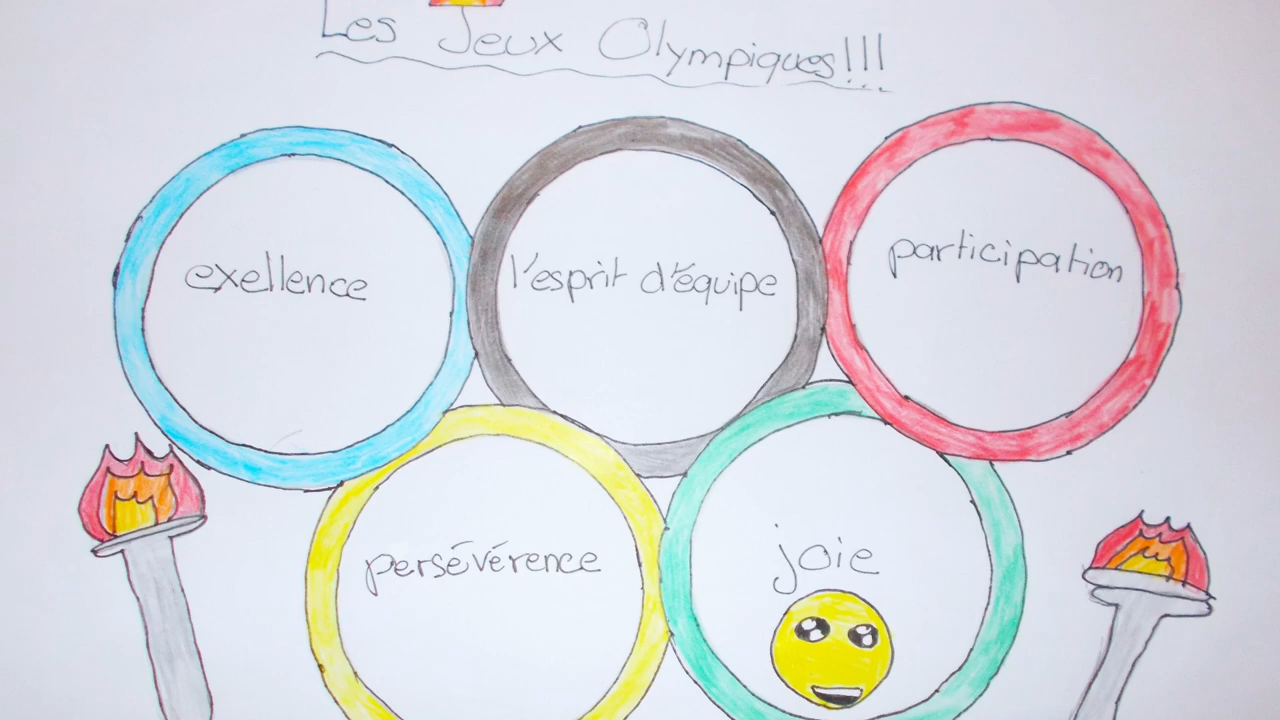 Les Jeux Olympiques!!!
exellence
l'esprit d'équipe
participation
persévérence
joie